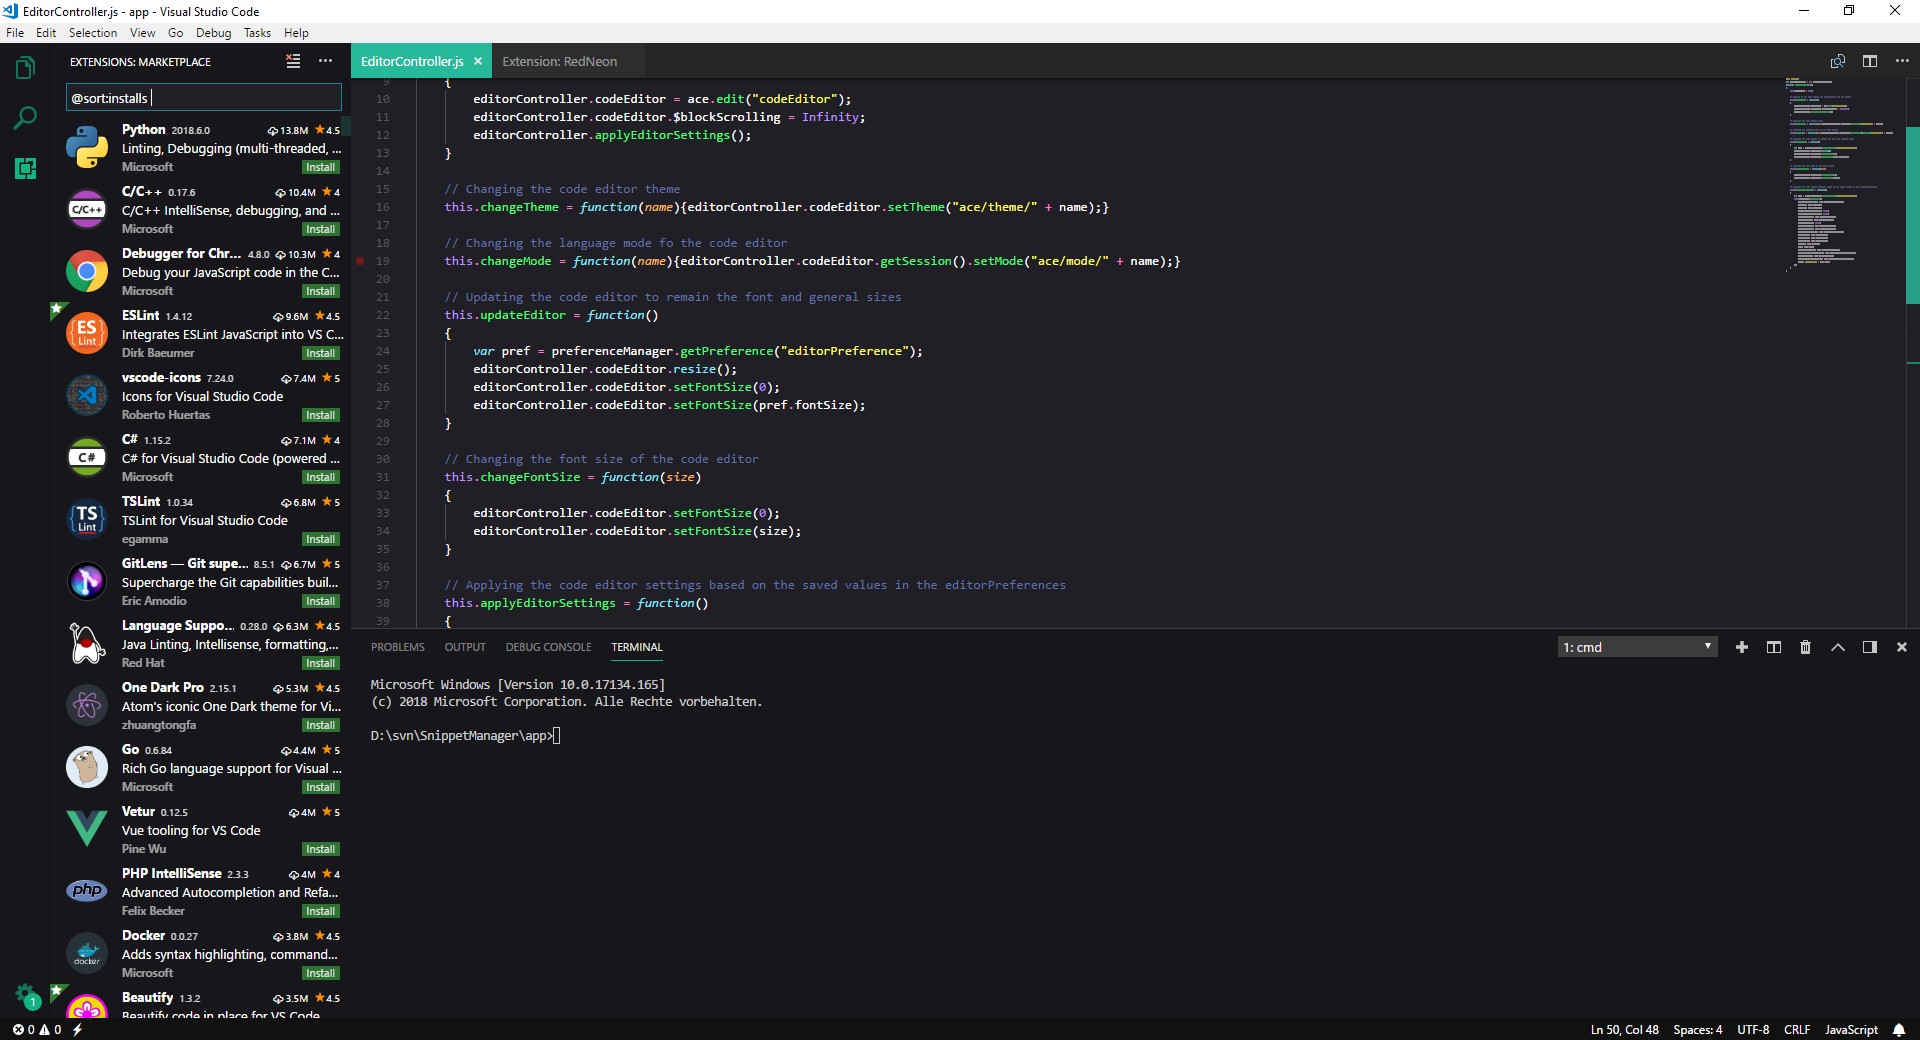 EditorController.js - app - Visual Studio Code
File Edit Selection View Go Debug Tasks Help
EXTENSIONS: MARKETPLACE
@sort:installs
Python 2018.6.0 13.8M 4.5
Linting, Debugging (multi-threaded, ...
Microsoft Install
C/C++
C/C++ 0.17.6 10.4M 4
C/C++ IntelliSense, debugging, and ...
Microsoft Install
Debugger for Chr... 4.8.0 10.3M 4
Debug your JavaScript code in the C...
Microsoft Install
ES
Lint
ESLint 1.4.12 9.6M 4.5
Integrates ESLint JavaScript into VS C...
Dirk Baeumer Install
vscode-icons 7.24.0 7.4M 5
Icons for Visual Studio Code
Roberto Huertas Install
C#
C# 1.15.2 7.1M 4
C# for Visual Studio Code (powered ...
Microsoft Install
{TS}
Lint
TSLint 1.0.34 6.8M 5
TSLint for Visual Studio Code
egamma Install
GitLens — Git supe... 8.5.1 6.7M 5
Supercharge the Git capabilities buil...
Eric Amodio Install
Language Suppo... 0.28.0 6.3M 4.5
Java Linting, Intellisense, formatting,...
Red Hat Install
One Dark Pro 2.15.1 5.3M 4.5
Atom's iconic One Dark theme for Vi...
zhuangtongfa Install
Go 0.6.84 4.4M 5
Rich Go language support for Visual ...
Microsoft Install
Vetur 0.12.5 4M 5
Vue tooling for VS Code
Pine Wu Install
php
PHP IntelliSense 2.3.3 4M 4
Advanced Autocompletion and Refa...
Felix Becker Install
docker
Docker 0.0.27 3.8M 4.5
Adds syntax highlighting, command...
Microsoft Install
Beautify 1.3.2 3.5M 4.5
Beautify code in place for VS Code
1
EditorController.js × Extension: RedNeon
9 {
10 editorController.codeEditor = ace.edit("codeEditor");
11 editorController.codeEditor.$blockScrolling = Infinity;
12 editorController.applyEditorSettings();
13 }
14
15 // Changing the code editor theme
16 this.changeTheme = function(name){editorController.codeEditor.setTheme("ace/theme/" + name);}
17
18 // Changing the language mode fo the code editor
19 this.changeMode = function(name){editorController.codeEditor.getSession().setMode("ace/mode/" + name);}
20
21 // Updating the code editor to remain the font and general sizes
22 this.updateEditor = function()
23 {
24 var pref = preferenceManager.getPreference("editorPreference");
25 editorController.codeEditor.resize();
26 editorController.codeEditor.setFontSize(0);
27 editorController.codeEditor.setFontSize(pref.fontSize);
28 }
29
30 // Changing the font size of the code editor
31 this.changeFontSize = function(size)
32 {
33 editorController.codeEditor.setFontSize(0);
34 editorController.codeEditor.setFontSize(size);
35 }
36
37 // Applying the code editor settings based on the saved values in the editorPreferences
38 this.applyEditorSettings = function()
39 {
PROBLEMS OUTPUT DEBUG CONSOLE TERMINAL 1: cmd
Microsoft Windows [Version 10.0.17134.165]
(c) 2018 Microsoft Corporation. Alle Rechte vorbehalten.
D:\svn\SnippetManager\app>
0 0 Ln 50, Col 48 Spaces: 4 UTF-8 CRLF JavaScript